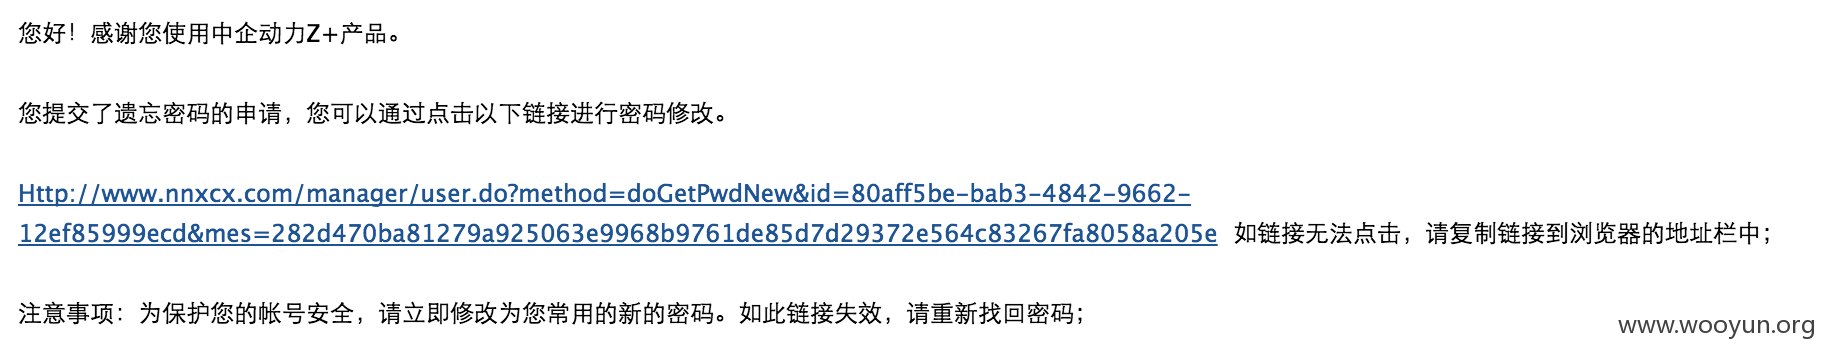 您好！感谢您使用中企动力Z+产品。
您提交了遗忘密码的申请，您可以通过点击以下链接进行密码修改。
Http://www.nnxcx.com/manager/user.do?method=doGetPwdNew&id=80aff5be-bab3-4842-9662-
12ef85999ecd&mes=282d470ba81279a925063e9968b9761de85d7d29372e564c83267fa8058a205e 如链接无法点击，请复制链接到浏览器的地址栏中；
注意事项：为保护您的帐号安全，请立即修改为您常用的新的密码。如此链接失效，请重新找回密码；
www.wooyun.org